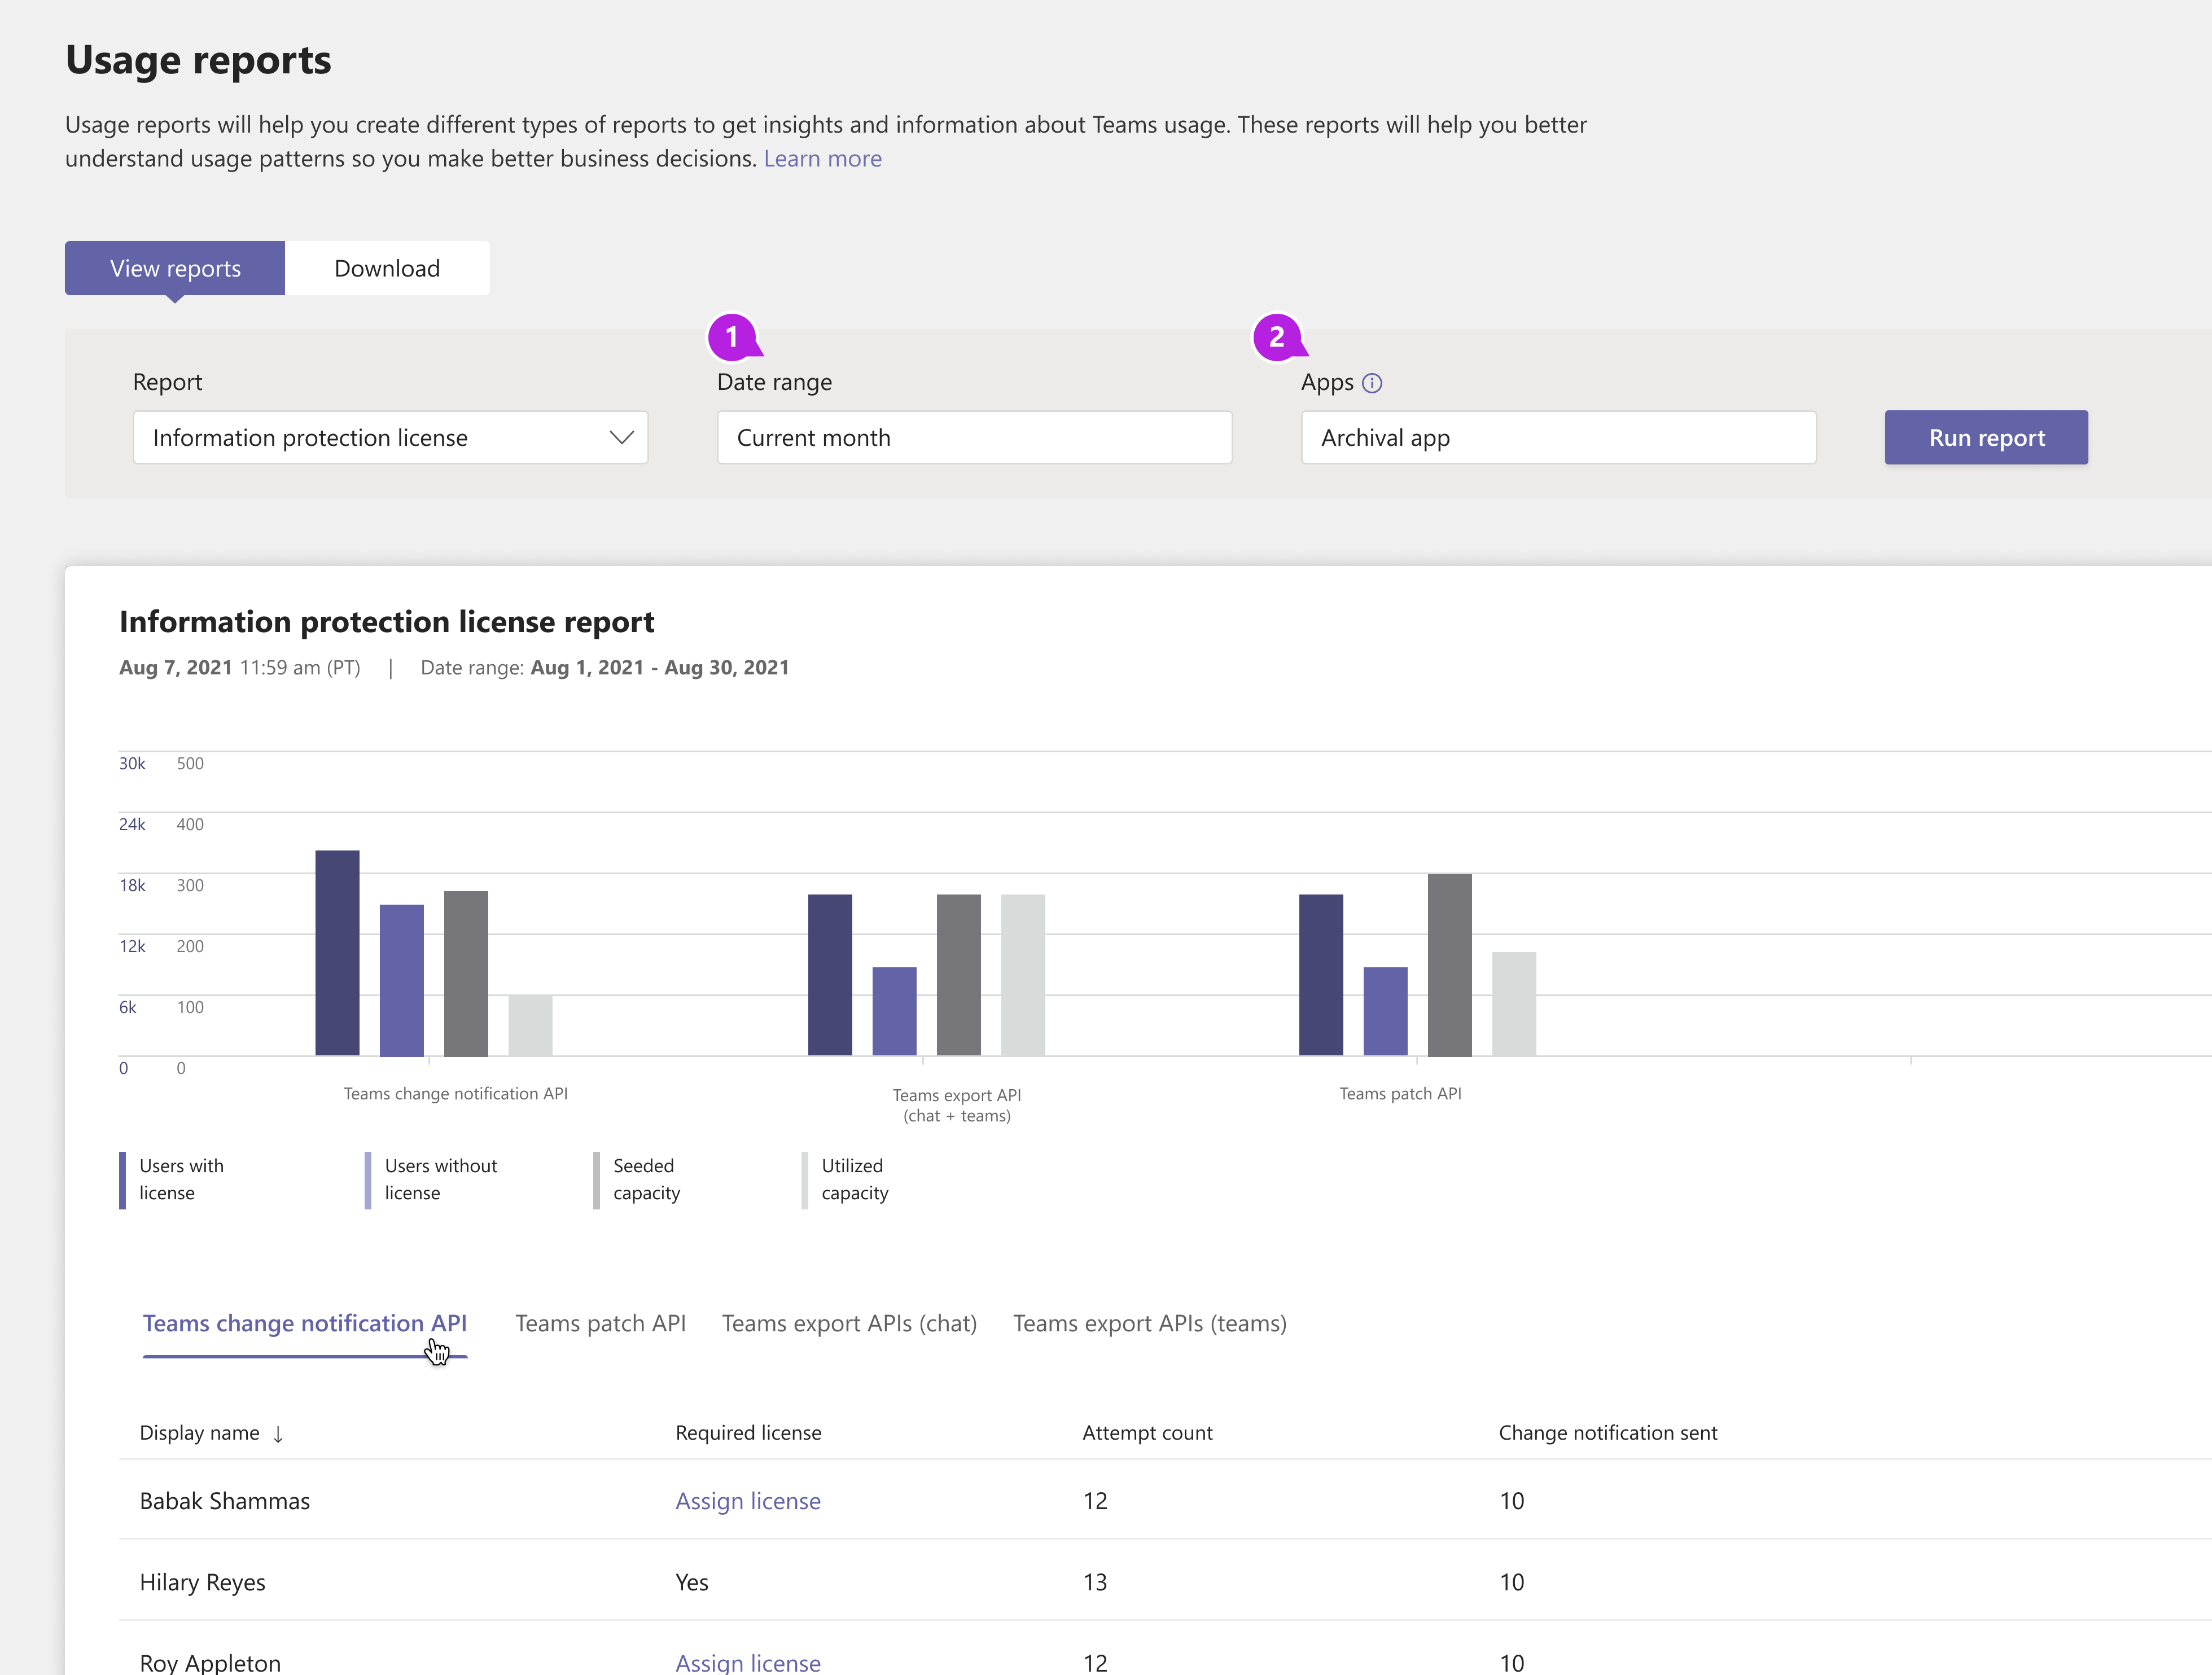 Usage reports
Usage reports will help you create different types of reports to get insights and information about Teams usage. These reports will help you better
understand usage patterns so you make better business decisions. Learn more
View reports
Download
1
2
Report
Date range
Apps
Information protection license
Current month
Archival app
Run report
Information protection license report
Aug 7, 2021 11:59 am (PT) | Date range: Aug 1, 2021 - Aug 30, 2021
30k 500
24k 400
18k 300
12k 200
6k 100
0 0
Teams change notification API
Teams export API
(chat + teams)
Teams patch API
Users with
license
Users without
license
Seeded
capacity
Utilized
capacity
Teams change notification API
Teams patch API
Teams export APIs (chat)
Teams export APIs (teams)
Display name ↓ Required license Attempt count Change notification sent
Babak Shammas Assign license 12 10
Hilary Reyes Yes 13 10
Roy Appleton Assign license 12 10